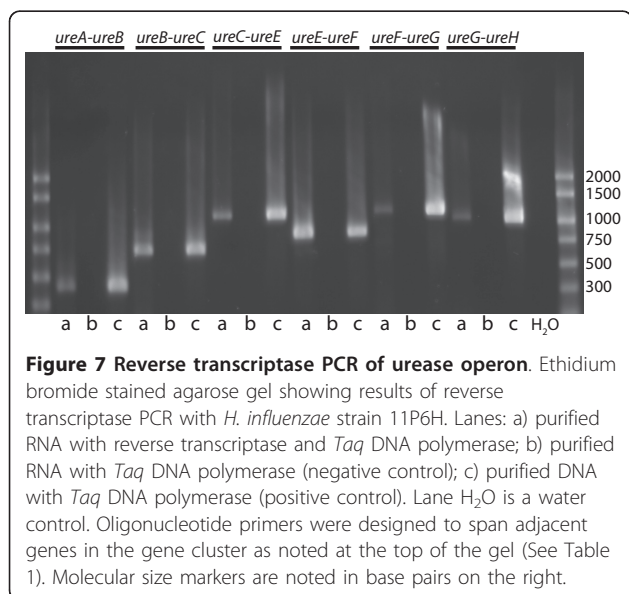 ureA-ureB ureB-ureC ureC-ureE ureE-ureF ureF-ureG ureG-ureH
2000
1500
1000
750
500
300
a b c a b c a b c a b c a b c a b c H₂O
Figure 7 Reverse transcriptase PCR of urease operon. Ethidium
bromide stained agarose gel showing results of reverse
transcriptase PCR with H. influenzae strain 11P6H. Lanes: a) purified
RNA with reverse transcriptase and Taq DNA polymerase; b) purified
RNA with Taq DNA polymerase (negative control); c) purified DNA
with Taq DNA polymerase (positive control). Lane H₂O is a water
control. Oligonucleotide primers were designed to span adjacent
genes in the gene cluster as noted at the top of the gel (See Table
1). Molecular size markers are noted in base pairs on the right.